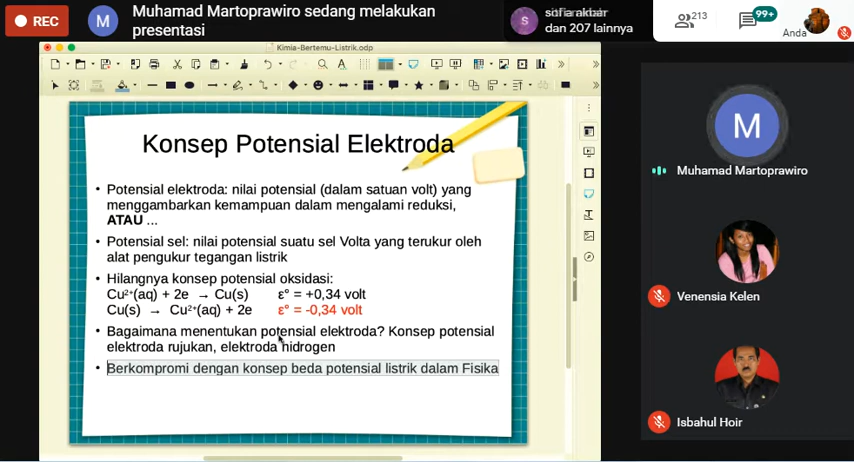 REC
M
Muhamad Martoprawiro sedang melakukan
presentasi
S
dan 207 lainnya
213
99+
Anda
Kimia-Bertemu-Listrik.odp
Konsep Potensial Elektroda
• Potensial elektroda: nilai potensial (dalam satuan volt) yang
menggambarkan kemampuan dalam mengalami reduksi,
ATAU ...
• Potensial sel: nilai potensial suatu sel Volta yang terukur oleh
alat pengukur tegangan listrik
• Hilangnya konsep potensial oksidasi:
Cu²⁺(aq) + 2e → Cu(s) ε° = +0,34 volt
Cu(s) → Cu²⁺(aq) + 2e ε° = -0,34 volt
• Bagaimana menentukan potensial elektroda? Konsep potensial
elektroda rujukan, elektroda hidrogen
• Berkompromi dengan konsep beda potensial listrik dalam Fisika
M
Muhamad Martoprawiro
Venensia Kelen
Isbahul Hoir